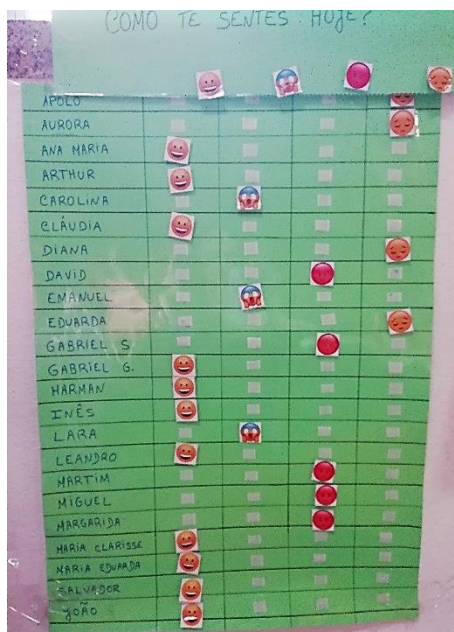 COMO TE SENTES HOJE?
APOLO
AURORA
ANA MARIA
ARTHUR
CAROLINA
CLÁUDIA
DIANA
DAVID
EMANUEL
EDUARDA
GABRIEL S
GABRIEL G.
HARMAN
INÊS
LARA
LEANDRO
MARTIM
MIGUEL
MARGARIDA
MARIA CLARISSE
MARIA EDUARDA
SALVADOR
JOÃO